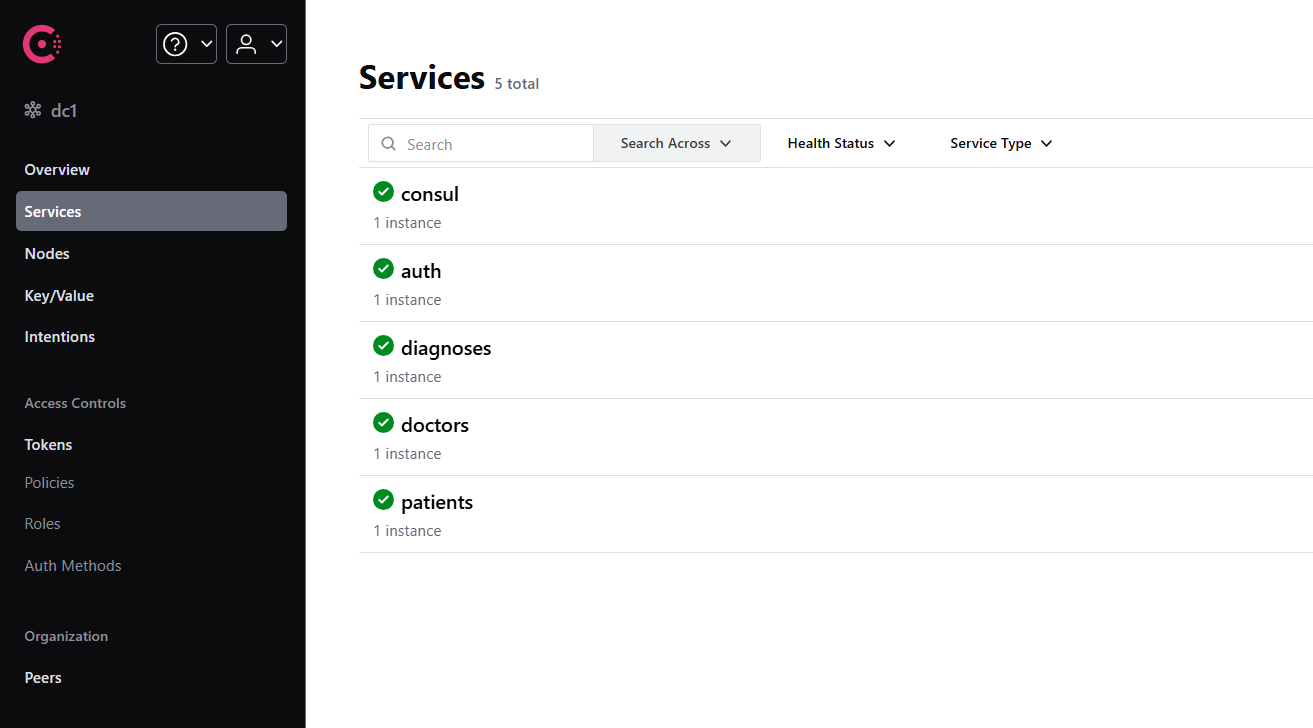 dc1
Overview
Services
Nodes
Key/Value
Intentions
Access Controls
Tokens
Policies
Roles
Auth Methods
Organization
Peers
Services 5 total
Search Search Across Health Status Service Type
consul
1 instance
auth
1 instance
diagnoses
1 instance
doctors
1 instance
patients
1 instance